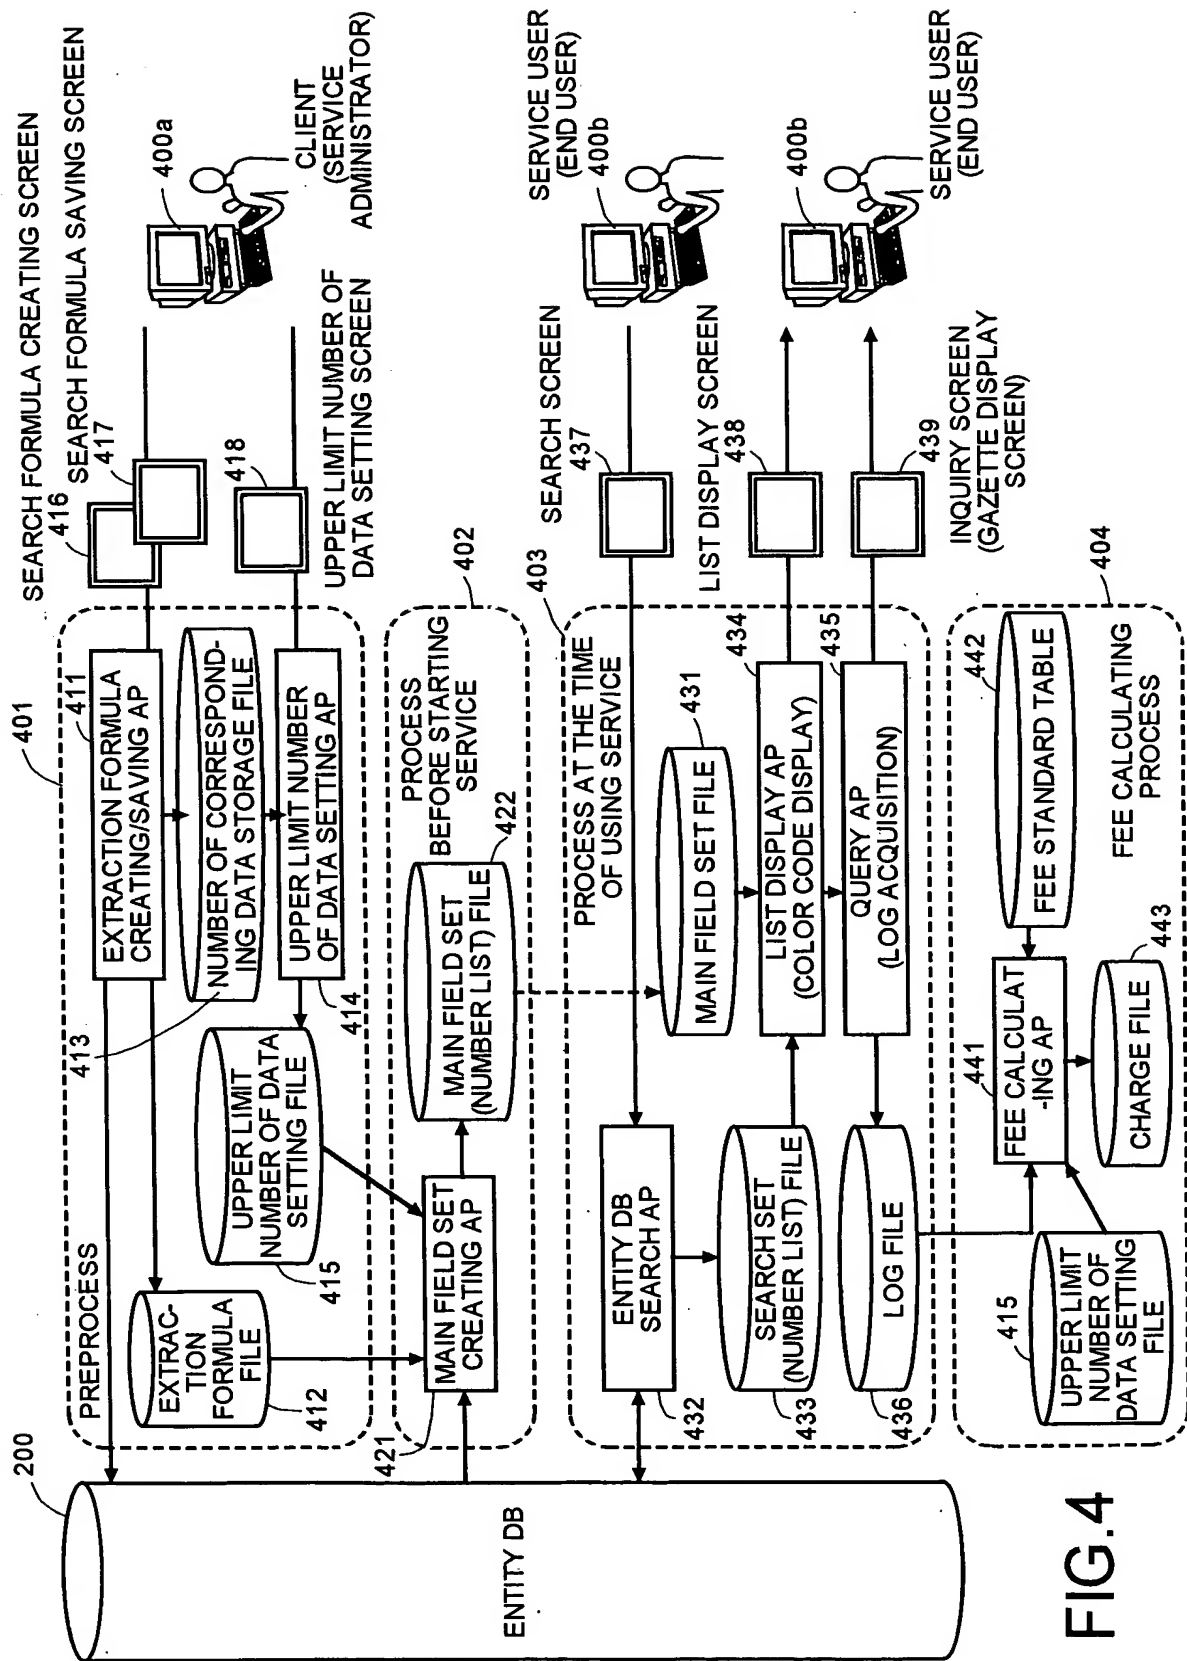 SEARCH FORMULA CREATING SCREEN
SEARCH FORMULA SAVING SCREEN
416
417
400a
CLIENT
(SERVICE
ADMINISTRATOR)
418
UPPER LIMIT NUMBER OF
DATA SETTING SCREEN
401
PREPROCESS
411
EXTRACTION FORMULA
CREATING/SAVING AP
NUMBER OF CORRESPOND-
ING DATA STORAGE FILE
413
UPPER LIMIT NUMBER
OF DATA SETTING AP
414
UPPER LIMIT
NUMBER OF DATA
SETTING FILE
415
EXTRAC-
TION
FORMULA
FILE
412
200
ENTITY DB
402
PROCESS
BEFORE STARTING
SERVICE
421
MAIN FIELD SET
CREATING AP
MAIN FIELD SET
(NUMBER LIST) FILE
422
403
PROCESS AT THE TIME
OF USING SERVICE
SEARCH SCREEN
437
400b
SERVICE USER
(END USER)
LIST DISPLAY SCREEN
438
400b
SERVICE USER
(END USER)
439
INQUIRY SCREEN
(GAZETTE DISPLAY
SCREEN)
MAIN FIELD SET FILE
431
ENTITY DB
SEARCH AP
432
SEARCH SET
(NUMBER LIST) FILE
433
LIST DISPLAY AP
(COLOR CODE DISPLAY)
434
QUERY AP
(LOG ACQUISITION)
435
LOG FILE
436
404
FEE CALCULATING
PROCESS
442
FEE STANDARD TABLE
441
FEE CALCULAT
-ING AP
443
CHARGE FILE
415
UPPER LIMIT
NUMBER OF
DATA SETTING
FILE
FIG.4